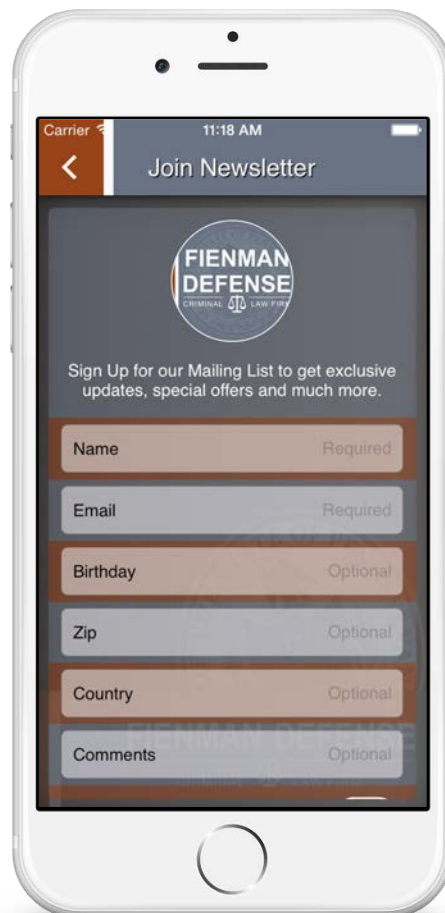 Carrier
11:18 AM
Join Newsletter
FIENMAN
DEFENSE
CRIMINAL LAW FIRM
Sign Up for our Mailing List to get exclusive
updates, special offers and much more.
Name Required
Email Required
Birthday Optional
Zip Optional
Country Optional
FIENMAN DEFENSE
Comments Optional